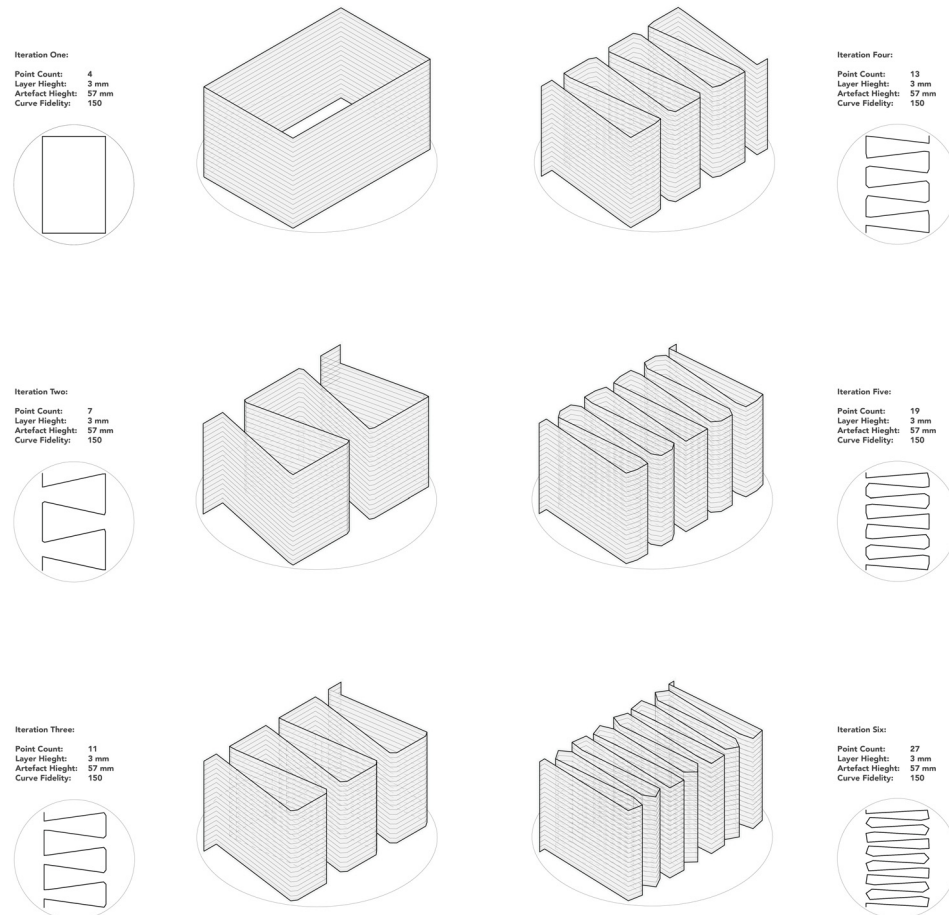 Iteration One:
Point Count: 4
Layer Hieght: 3 mm
Artefact Hieght: 57 mm
Curve Fidelity: 150
Iteration Four:
Point Count: 13
Layer Hieght: 3 mm
Artefact Hieght: 57 mm
Curve Fidelity: 150
Iteration Two:
Point Count: 7
Layer Hieght: 3 mm
Artefact Hieght: 57 mm
Curve Fidelity: 150
Iteration Five:
Point Count: 19
Layer Hieght: 3 mm
Artefact Hieght: 57 mm
Curve Fidelity: 150
Iteration Three:
Point Count: 11
Layer Hieght: 3 mm
Artefact Hieght: 57 mm
Curve Fidelity: 150
Iteration Six:
Point Count: 27
Layer Hieght: 3 mm
Artefact Hieght: 57 mm
Curve Fidelity: 150